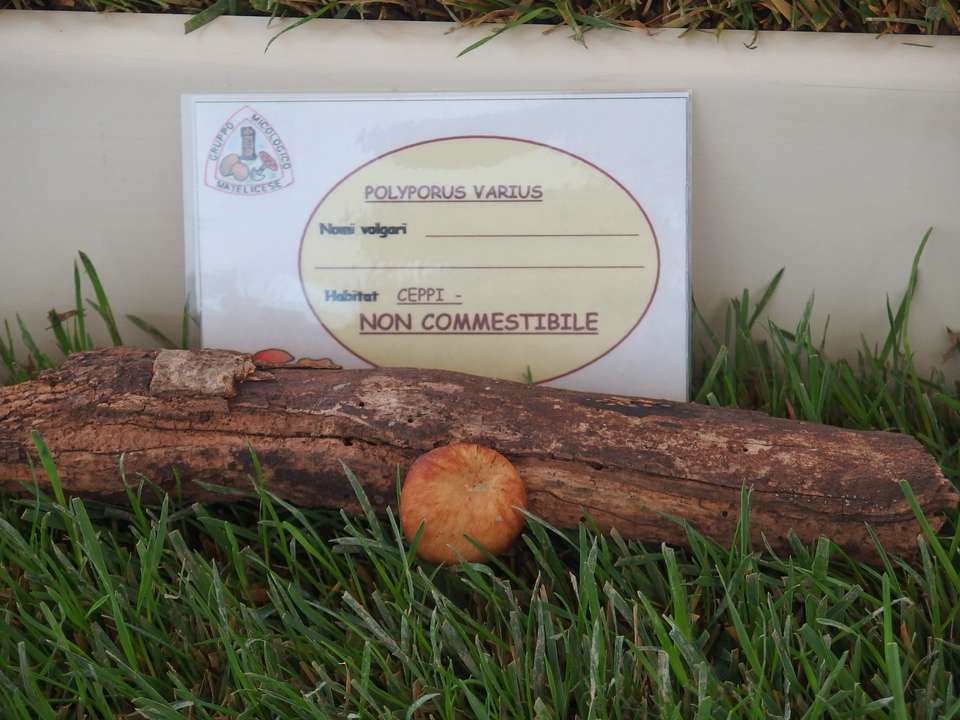 GRUPPO MICOLOGICO
MATELICESE
POLYPORUS VARIUS
Nomi volgari
Habitat CEPPI -
NON COMMESTIBILE